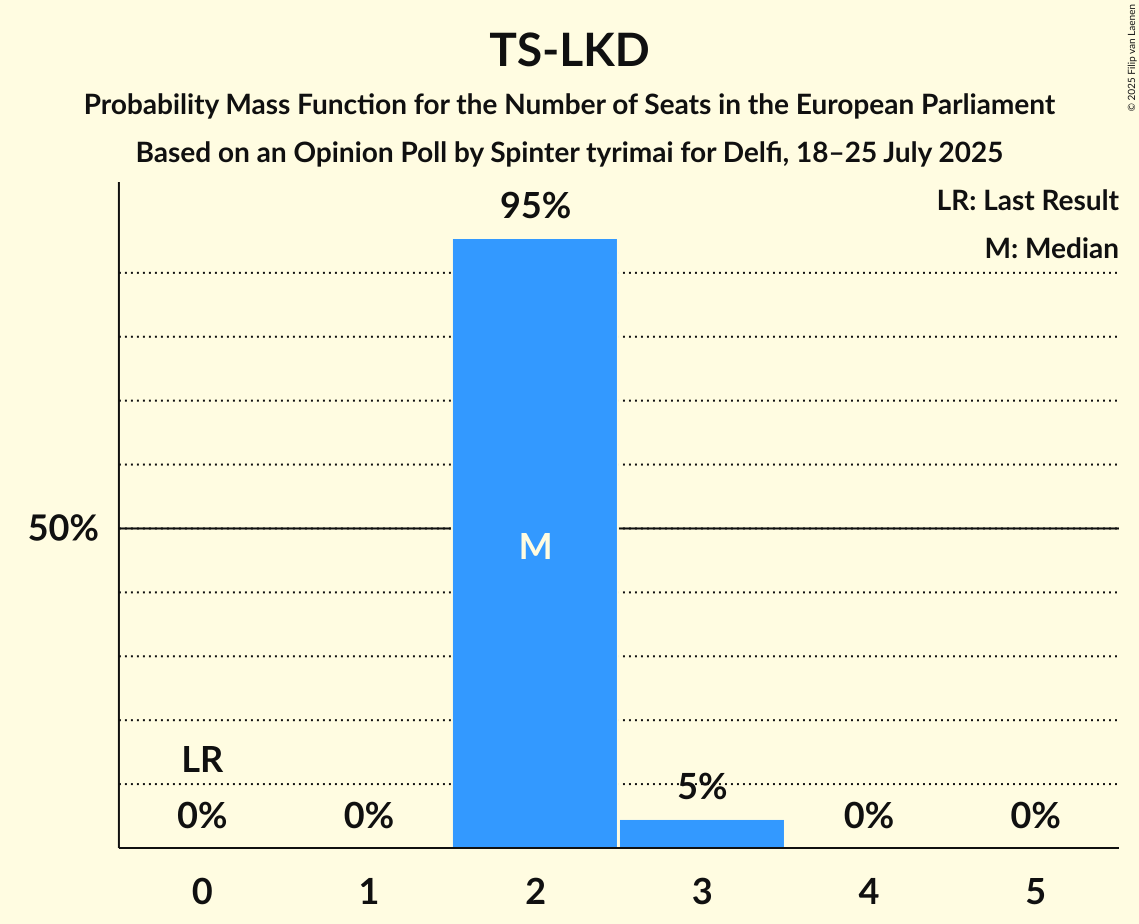 TS-LKD
Probability Mass Function for the Number of Seats in the European Parliament
Based on an Opinion Poll by Spinter tyrimai for Delfi, 18–25 July 2025
© 2025 Filip van Laenen
LR: Last Result
M: Median
95%
50%
M
LR
0%
0%
5%
0%
0%
0
1
2
3
4
5